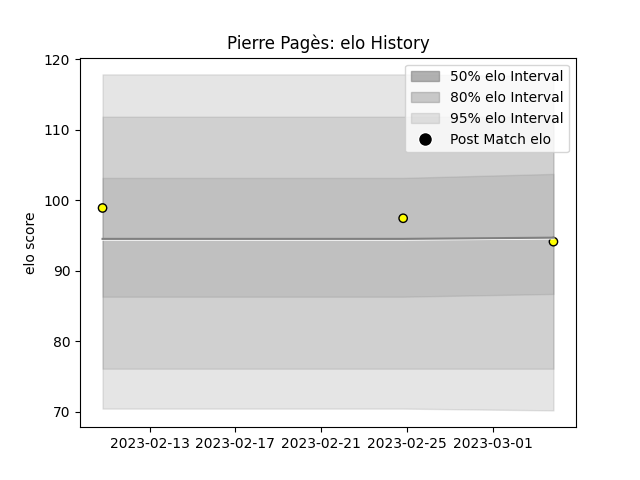 Pierre Pagès: elo History
120
110
100
90
80
70
elo score
50% elo Interval
80% elo Interval
95% elo Interval
Post Match elo
2023-02-13 2023-02-17 2023-02-21 2023-02-25 2023-03-01